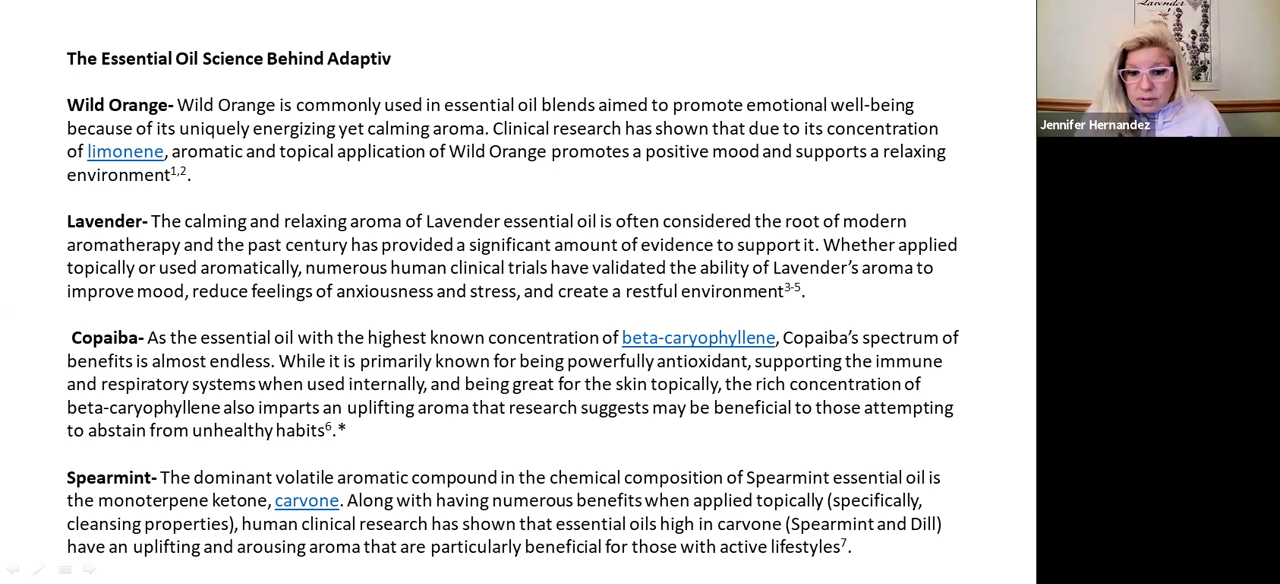 The Essential Oil Science Behind Adaptiv
Wild Orange- Wild Orange is commonly used in essential oil blends aimed to promote emotional well-being
because of its uniquely energizing yet calming aroma. Clinical research has shown that due to its concentration
of limonene, aromatic and topical application of Wild Orange promotes a positive mood and supports a relaxing
environment1,2.
Lavender- The calming and relaxing aroma of Lavender essential oil is often considered the root of modern
aromatherapy and the past century has provided a significant amount of evidence to support it. Whether applied
topically or used aromatically, numerous human clinical trials have validated the ability of Lavender's aroma to
improve mood, reduce feelings of anxiousness and stress, and create a restful environment3-5.
Copaiba- As the essential oil with the highest known concentration of beta-caryophyllene, Copaiba's spectrum of
benefits is almost endless. While it is primarily known for being powerfully antioxidant, supporting the immune
and respiratory systems when used internally, and being great for the skin topically, the rich concentration of
beta-caryophyllene also imparts an uplifting aroma that research suggests may be beneficial to those attempting
to abstain from unhealthy habits6.*
Spearmint- The dominant volatile aromatic compound in the chemical composition of Spearmint essential oil is
the monoterpene ketone, carvone. Along with having numerous benefits when applied topically (specifically,
cleansing properties), human clinical research has shown that essential oils high in carvone (Spearmint and Dill)
have an uplifting and arousing aroma that are particularly beneficial for those with active lifestyles7.
Lavender
Jennifer Hernandez